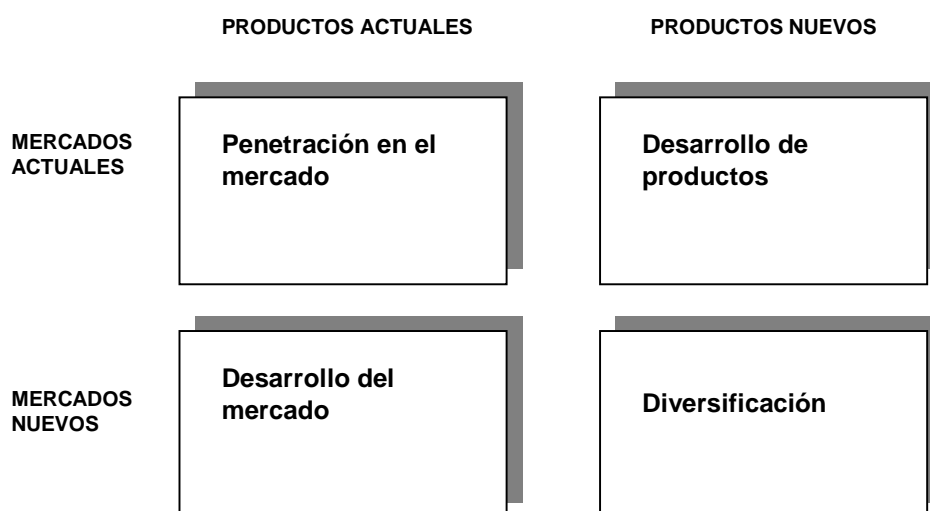 PRODUCTOS ACTUALES
PRODUCTOS NUEVOS
MERCADOS
ACTUALES
Penetración en el
mercado
Desarrollo de
productos
MERCADOS
NUEVOS
Desarrollo del
mercado
Diversificación